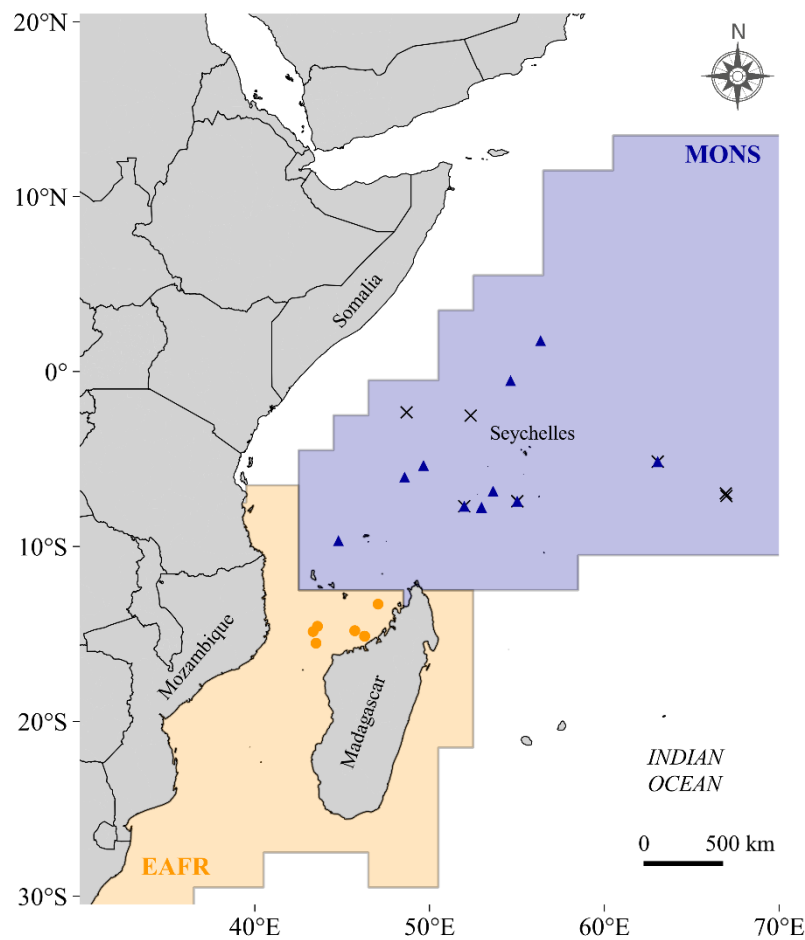 20°N
N
MONS
10°N
Somalia
0°
Seychelles
10°S
Mozambique
Madagascar
20°S
INDIAN
OCEAN
0 500 km
EAFR
30°S
40°E 50°E 60°E 70°E